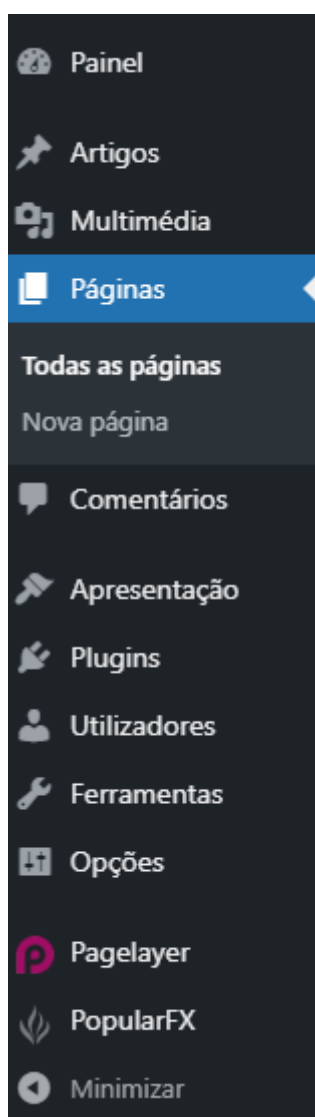 Painel
Artigos
Multimédia
Páginas
Todas as páginas
Nova página
Comentários
Apresentação
Plugins
Utilizadores
Ferramentas
Opções
Pagelayer
PopularFX
Minimizar